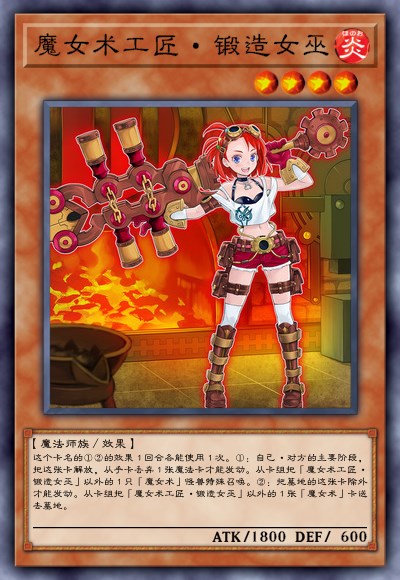 魔女术工匠·锻造女巫
炎
ほのお
【魔法师族/效果】
这个卡名的①②的效果1回合各能使用1次。①：自己·对方的主要阶段，
把这张卡解放，从手卡丢弃1张魔法卡才能发动。从卡组把「魔女术工匠·
锻造女巫」以外的1只「魔女术」怪兽特殊召唤。②：把墓地的这张卡除外
才能发动。从卡组把「魔女术工匠·锻造女巫」以外的1张「魔女术」卡送
去墓地。
ATK/1800 DEF/ 600